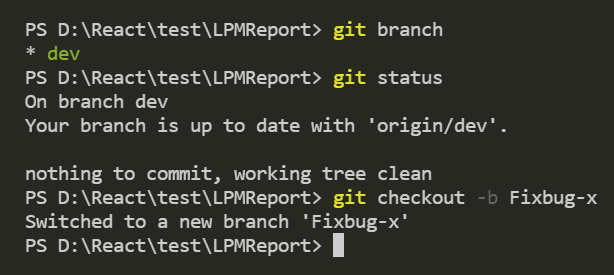 PS D:\React\test\LPMReport> git branch
* dev
PS D:\React\test\LPMReport> git status
On branch dev
Your branch is up to date with 'origin/dev'.
nothing to commit, working tree clean
PS D:\React\test\LPMReport> git checkout -b Fixbug-x
Switched to a new branch 'Fixbug-x'
PS D:\React\test\LPMReport>